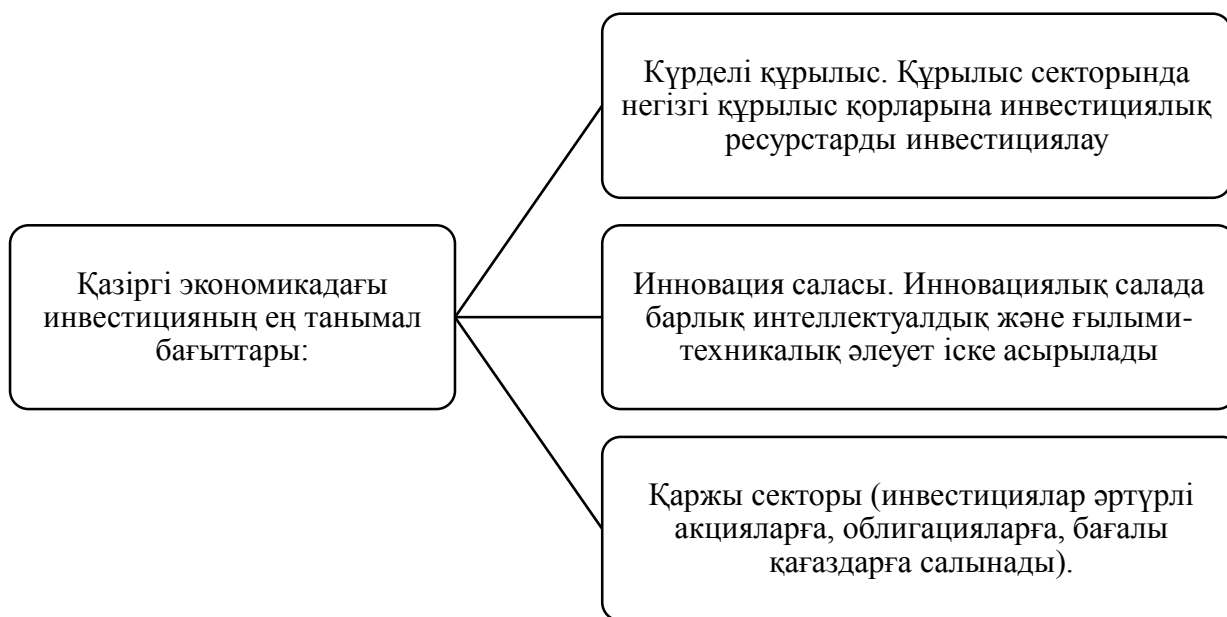 Күрделі құрылыс. Құрылыс секторында
негізгі құрылыс қорларына инвестициялық
ресурстарды инвестициялау
Қазіргі экономикадағы
инвестицияның ең танымал
бағыттары:
Инновация саласы. Инновациялық салада
барлық интеллектуалдық және ғылыми-
техникалық әлеует іске асырылады
Қаржы секторы (инвестициялар әртүрлі
акцияларға, облигацияларға, бағалы
қағаздарға салынады).